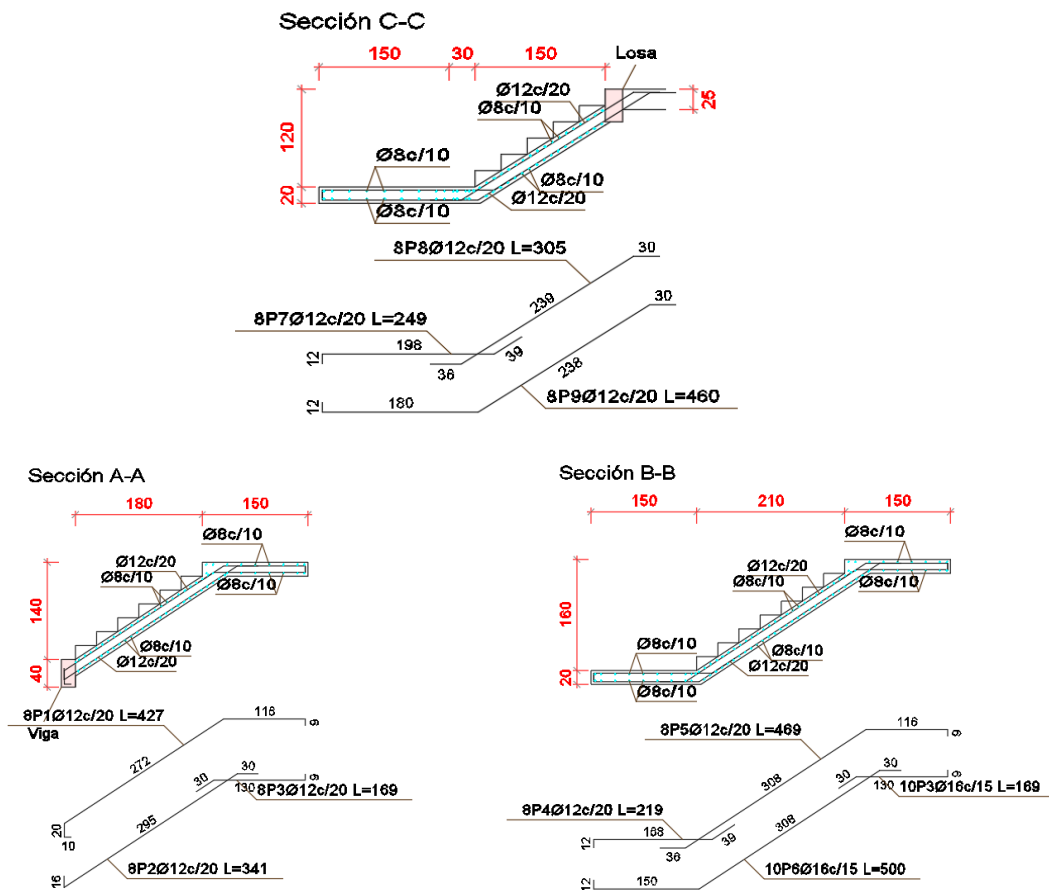 Sección C-C
150 30 150
Losa
Ø12c/20
Ø8c/10
25
120
Ø8c/10
Ø8c/10
20
Ø8c/10
Ø12c/20
8P8Ø12c/20 L=305
30
239
30
8P7Ø12c/20 L=249
198
12
36
39
238
12
180
8P9Ø12c/20 L=460
Sección A-A
180 150
Ø8c/10
Ø12c/20
Ø8c/10
Ø8c/10
140
Ø8c/10
Ø12c/20
40
8P1Ø12c/20 L=427
Viga
116
9
272
30
30
9
130
8P3Ø12c/20 L=169
20
10
295
16
8P2Ø12c/20 L=341
Sección B-B
150 210 150
Ø8c/10
Ø12c/20
Ø8c/10
Ø8c/10
160
Ø8c/10
Ø8c/10
Ø12c/20
20
Ø8c/10
8P5Ø12c/20 L=469
116
9
308
30
30
9
130
10P3Ø16c/15 L=169
8P4Ø12c/20 L=219
168
12
36
39
308
12
150
10P6Ø16c/15 L=500